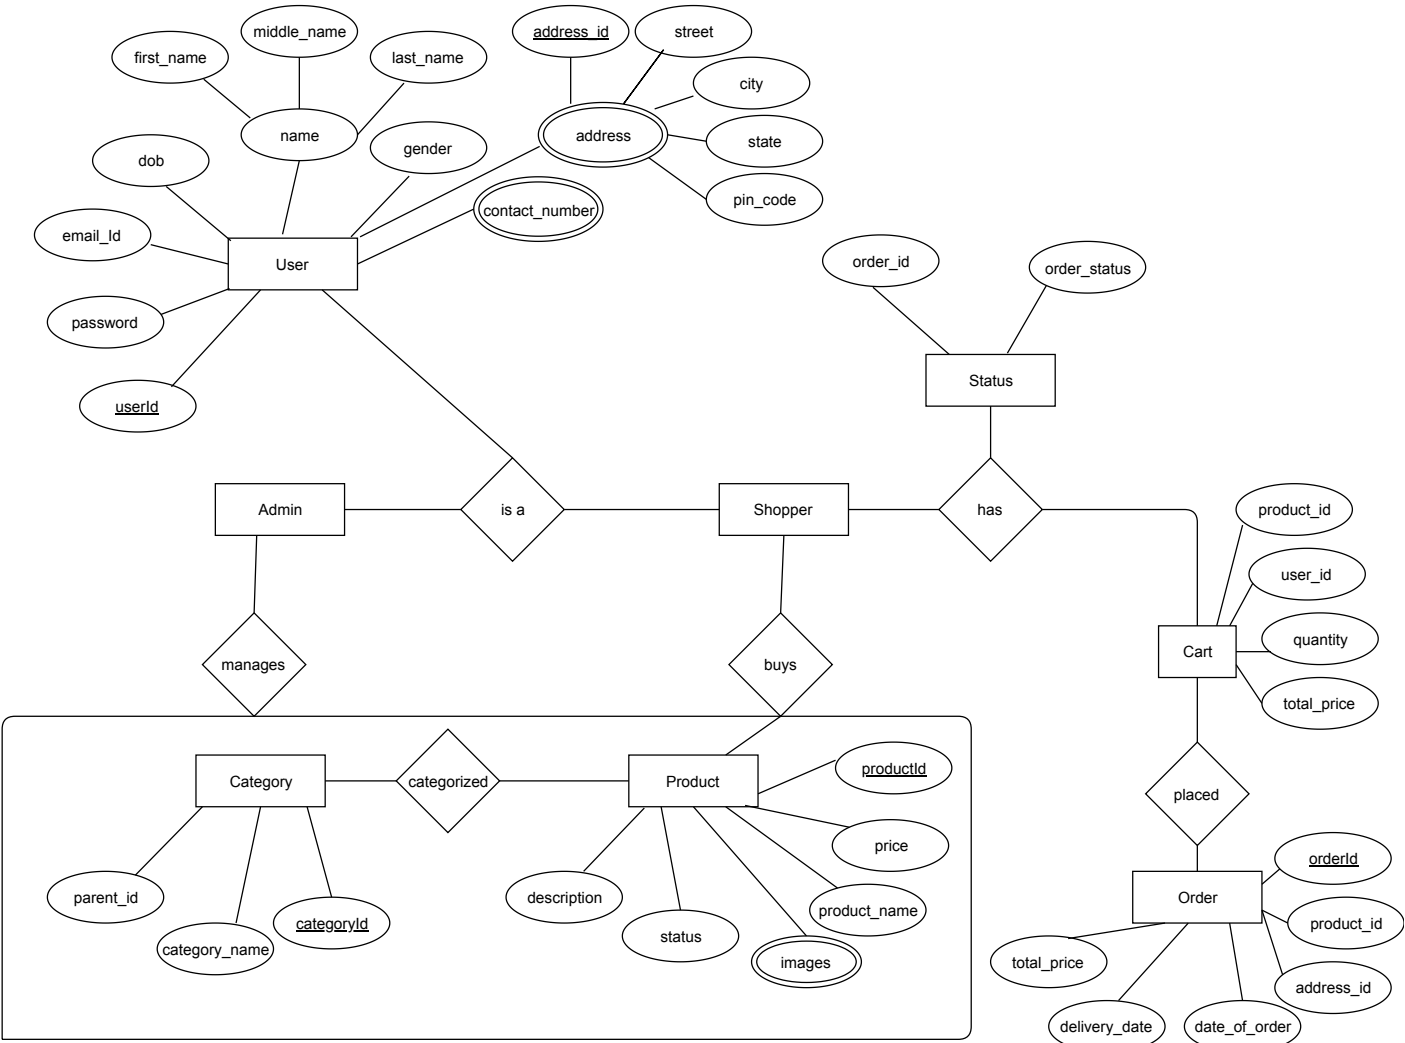 middle_name
address_id
street
first_name
last_name
city
name
address
state
dob
gender
pin_code
contact_number
email_Id
User
order_id
order_status
password
Status
userId
Admin
is a
Shopper
has
product_id
user_id
manages
buys
Cart
quantity
total_price
Category
categorized
Product
productId
placed
price
orderId
parent_id
category_name
categoryId
description
status
images
product_name
Order
product_id
total_price
address_id
delivery_date
date_of_order